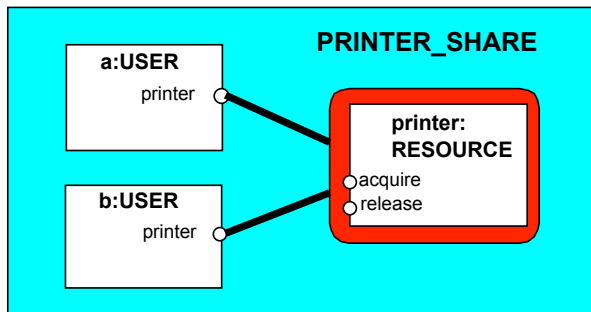 PRINTER_SHARE
a:USER
printer
b:USER
printer
printer:
RESOURCE
acquire
release